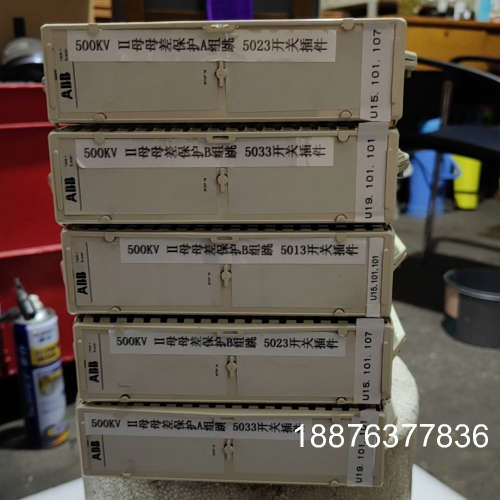 500KV II母母差保护A组跳 5023开关插件
ABB
U15.101.107
500KV II母母差保护B组跳 5033开关插件
ABB
U19.101.101
500KV II母母差保护B组跳 5013开关插件
ABB
U15.101.101
500KV II母母差保护B组跳 5023开关插件
ABB
U15.101.107
500KV II母母差保护A组跳 5033开关插件
ABB
18876377836